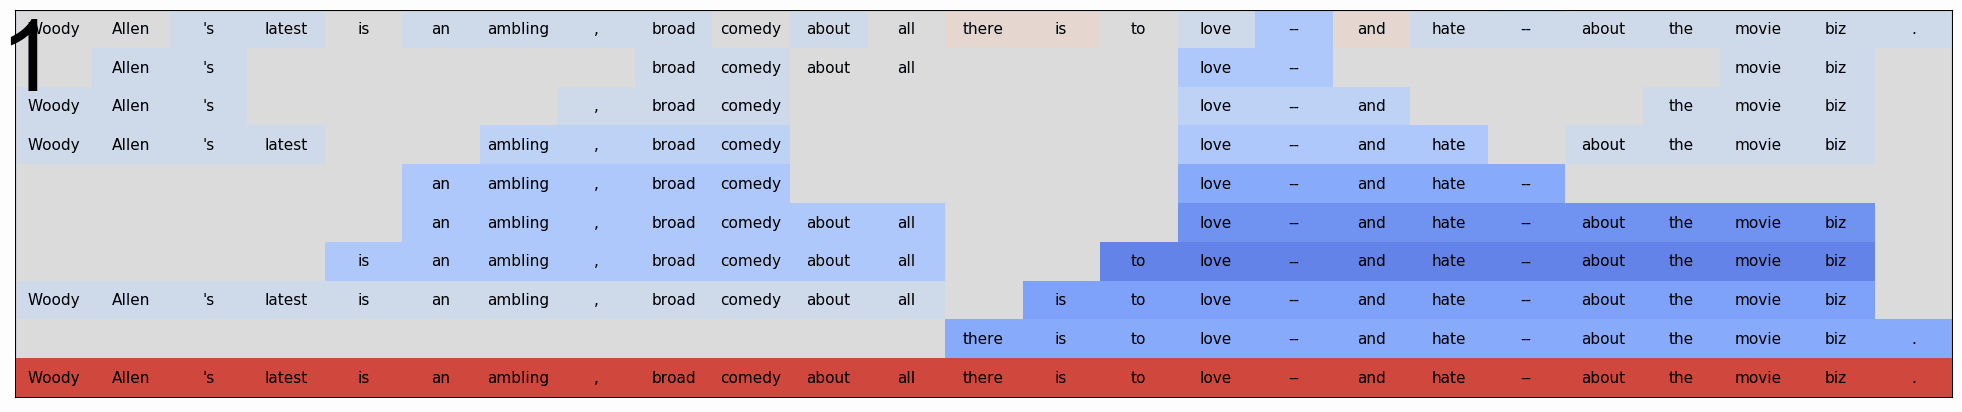 1
Woody Allen 's latest is an ambling , broad comedy about all there is to love -- and hate -- about the movie biz .
Allen 's broad comedy about all love -- movie biz
Woody Allen 's , broad comedy love -- and the movie biz
Woody Allen 's latest ambling , broad comedy love -- and hate about the movie biz
an ambling , broad comedy love -- and hate --
an ambling , broad comedy about all love -- and hate -- about the movie biz
is an ambling , broad comedy about all to love -- and hate -- about the movie biz
Woody Allen 's latest is an ambling , broad comedy about all is to love -- and hate -- about the movie biz
there is to love -- and hate -- about the movie biz .
Woody Allen 's latest is an ambling , broad comedy about all there is to love -- and hate -- about the movie biz .